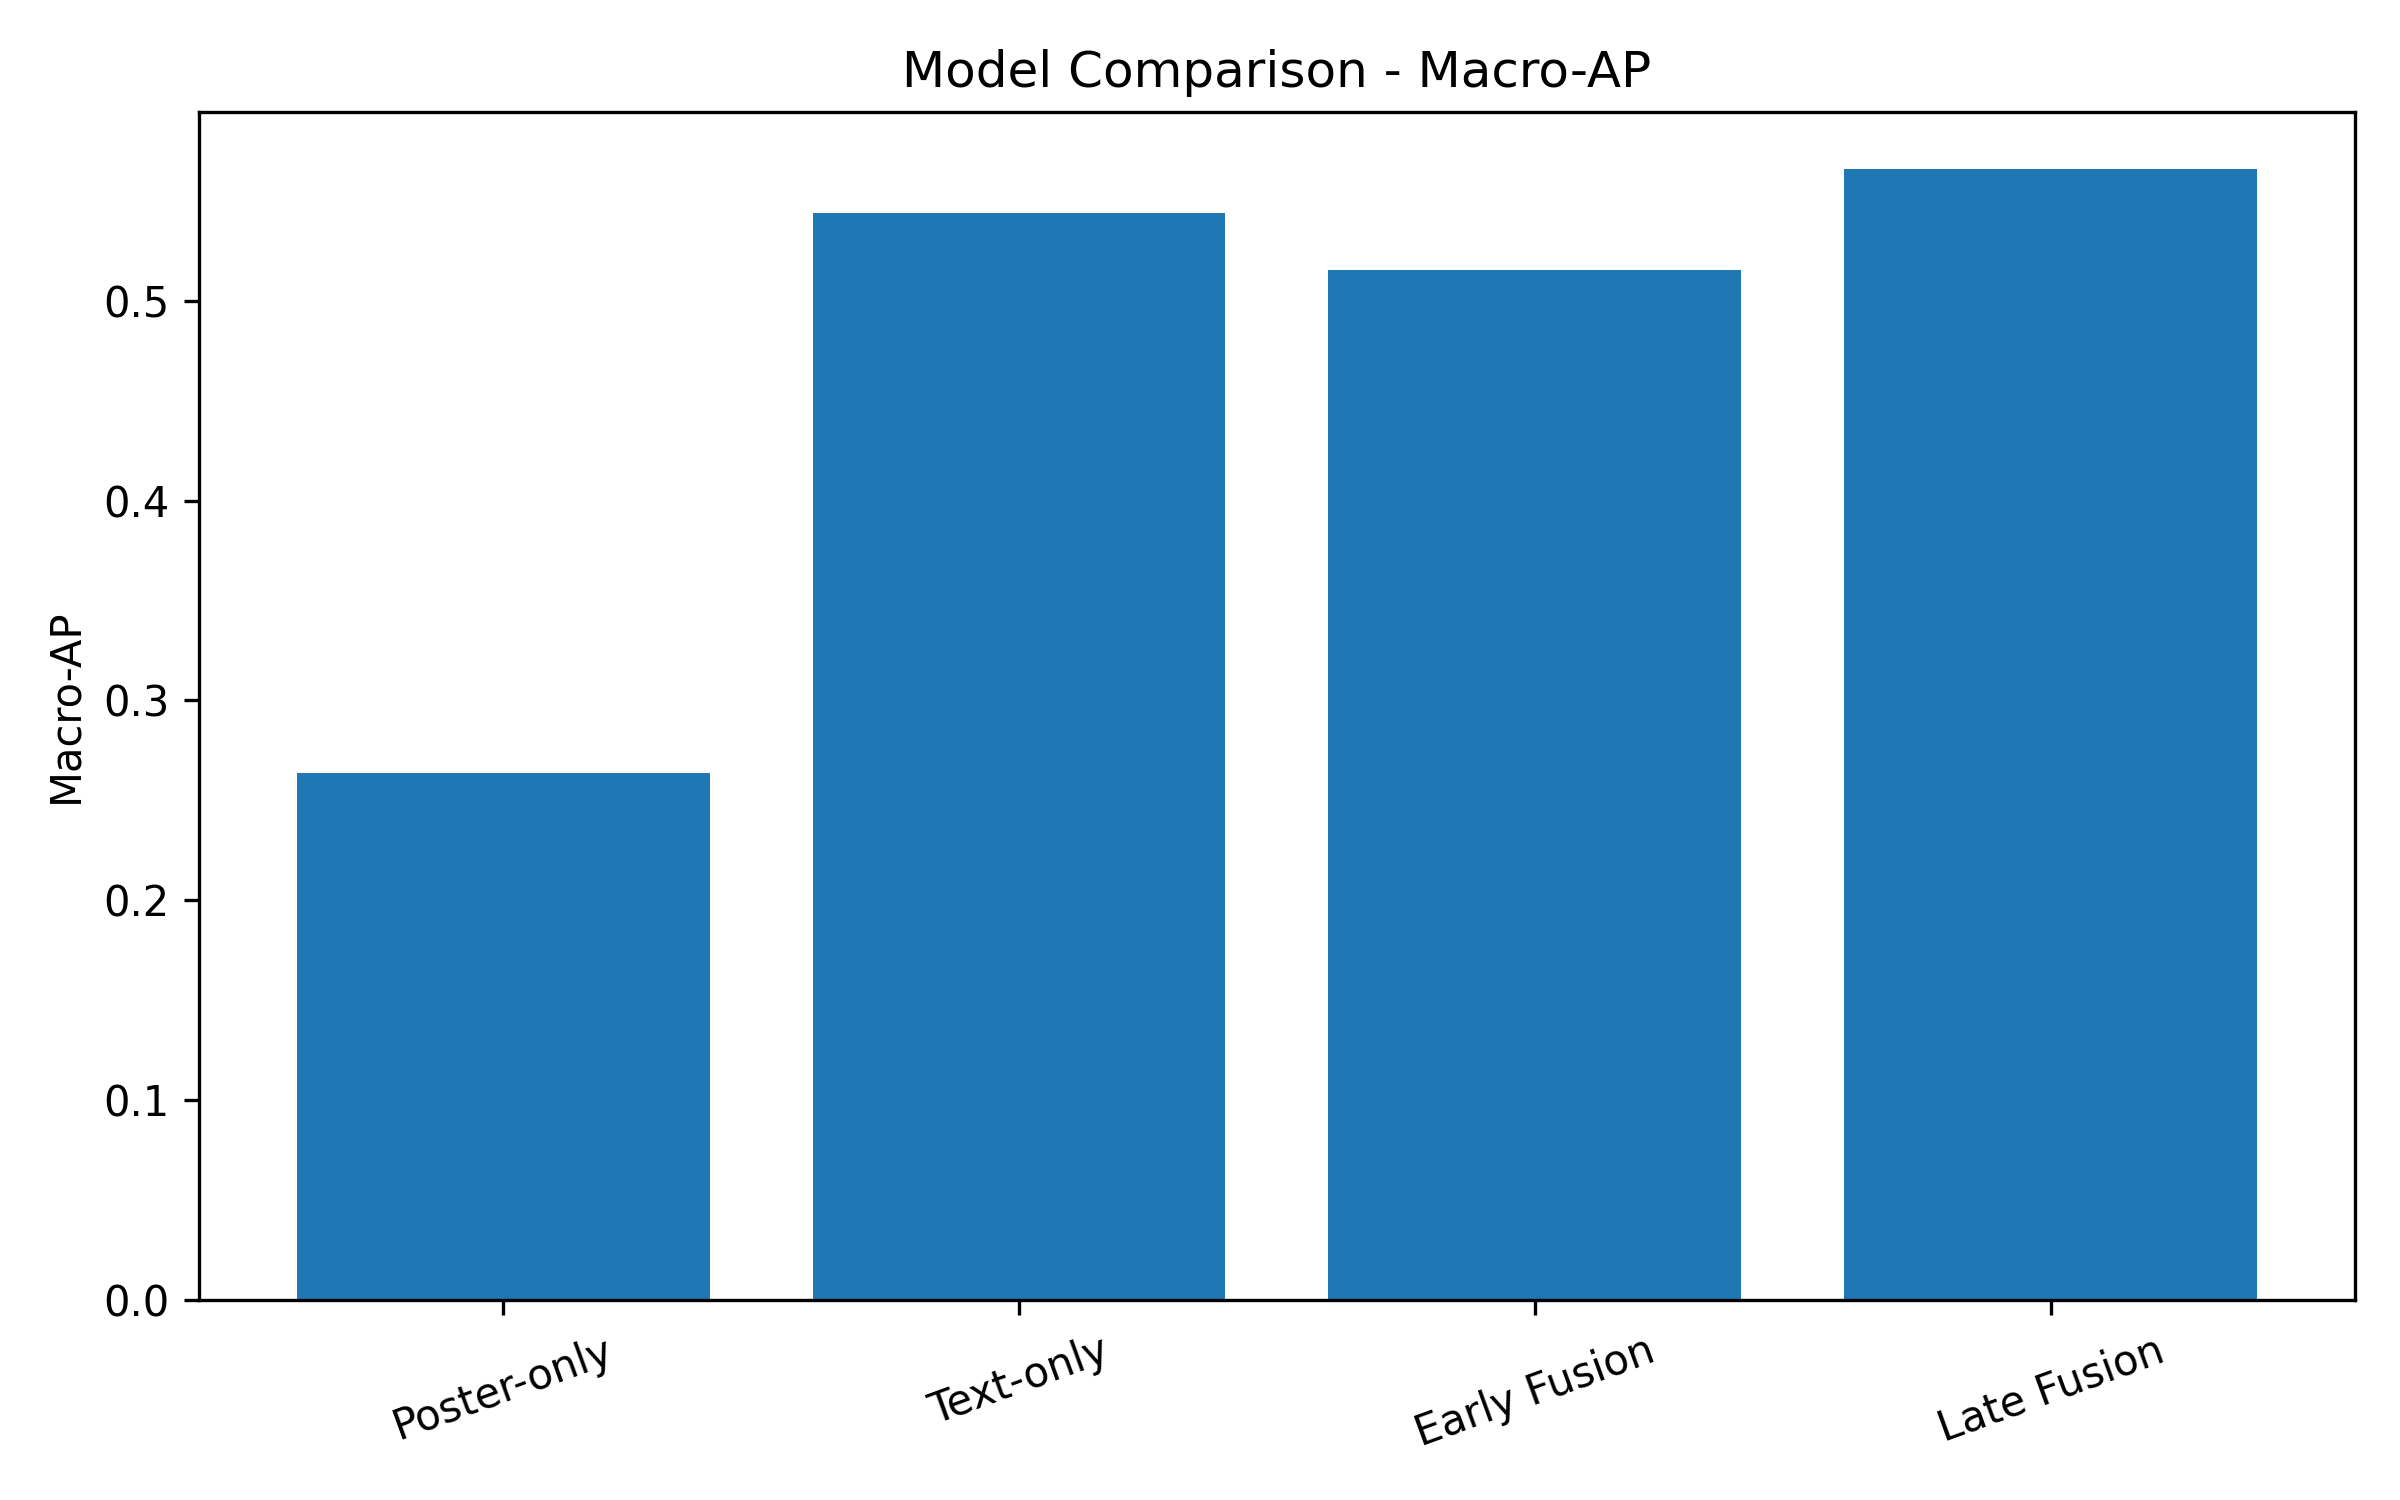 Model Comparison - Macro-AP
Macro-AP
0.5
0.4
0.3
0.2
0.1
0.0
Poster-only
Text-only
Early Fusion
Late Fusion